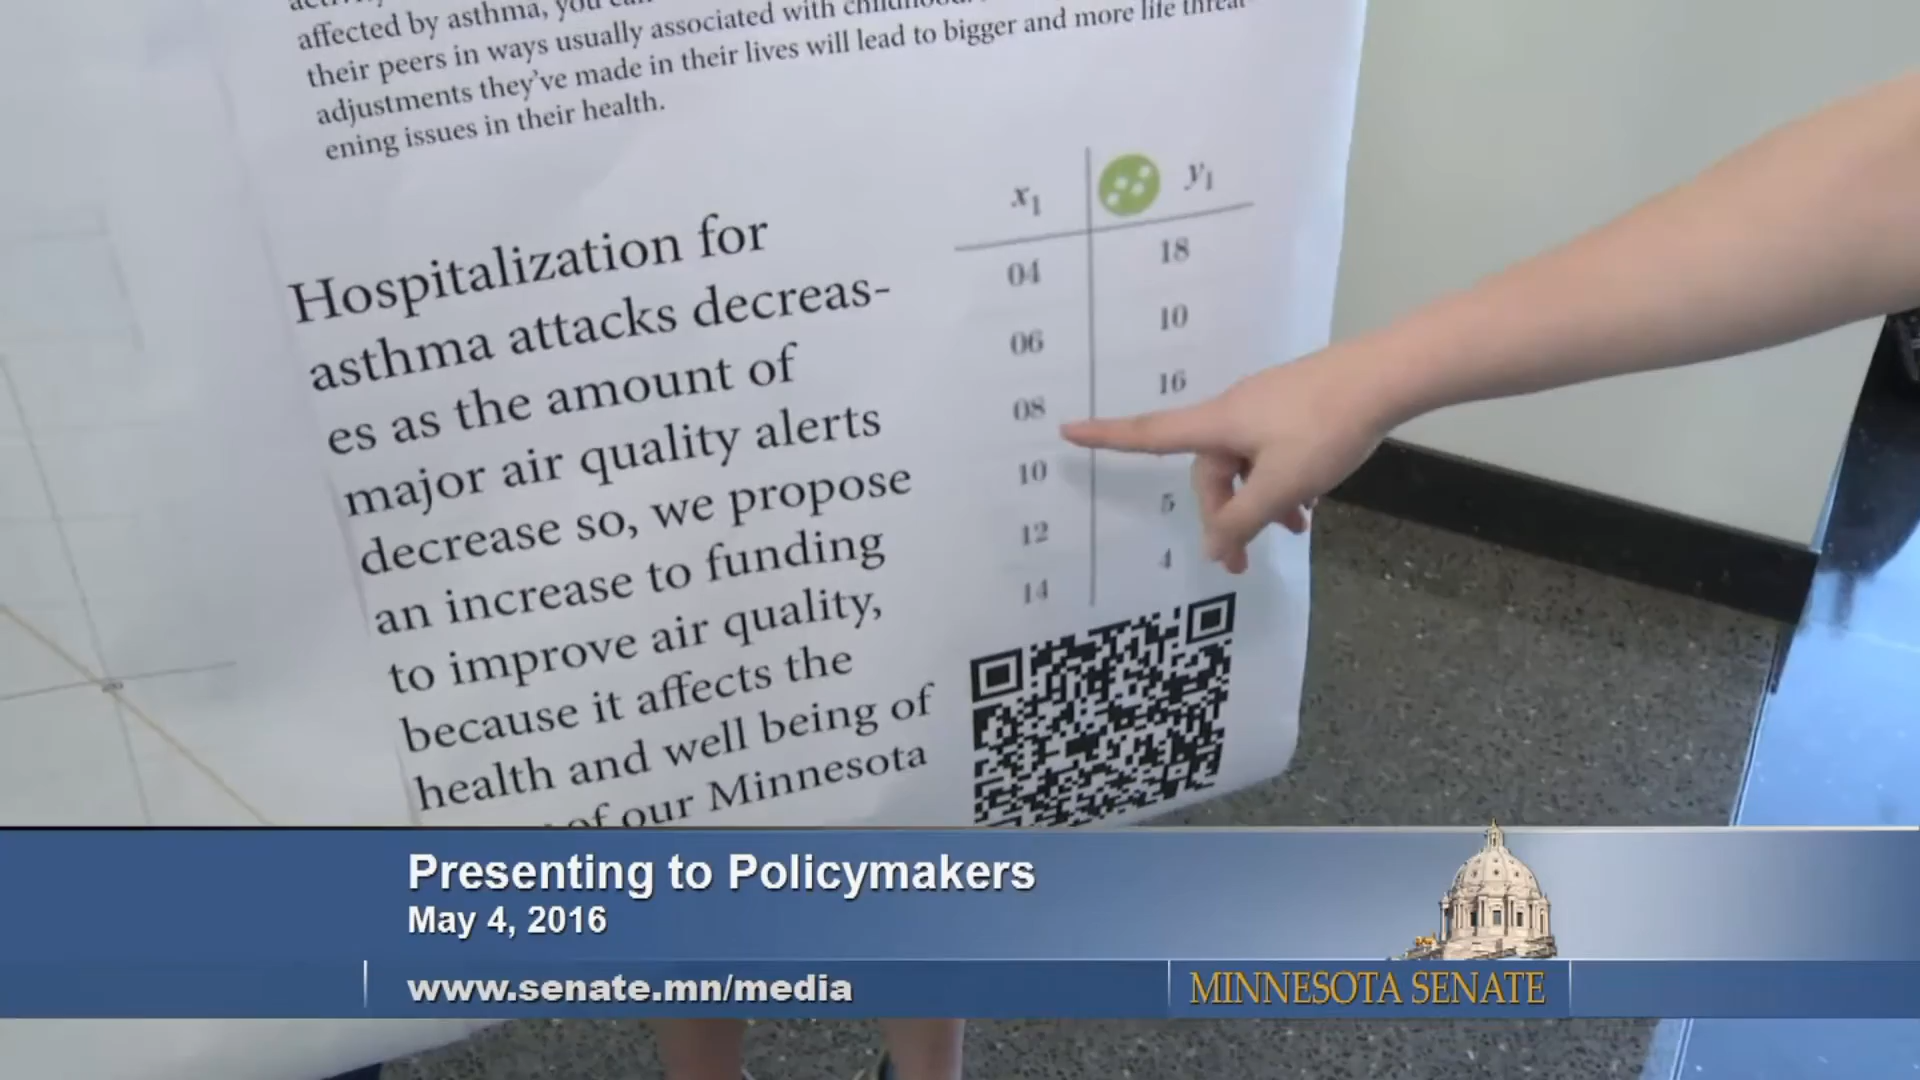 affected by asthma, you can
their peers in ways usually associated with
adjustments they've made in their lives will lead to bigger and more life threat-
ening issues in their health.
Hospitalization for
asthma attacks decreas-
es as the amount of
major air quality alerts
decrease so, we propose
an increase to funding
to improve air quality,
because it affects the
health and well being of
of our Minnesota
x1 y1
04 18
06 10
08 16
10 5
12 4
14
Presenting to Policymakers
May 4, 2016
www.senate.mn/media
MINNESOTA SENATE